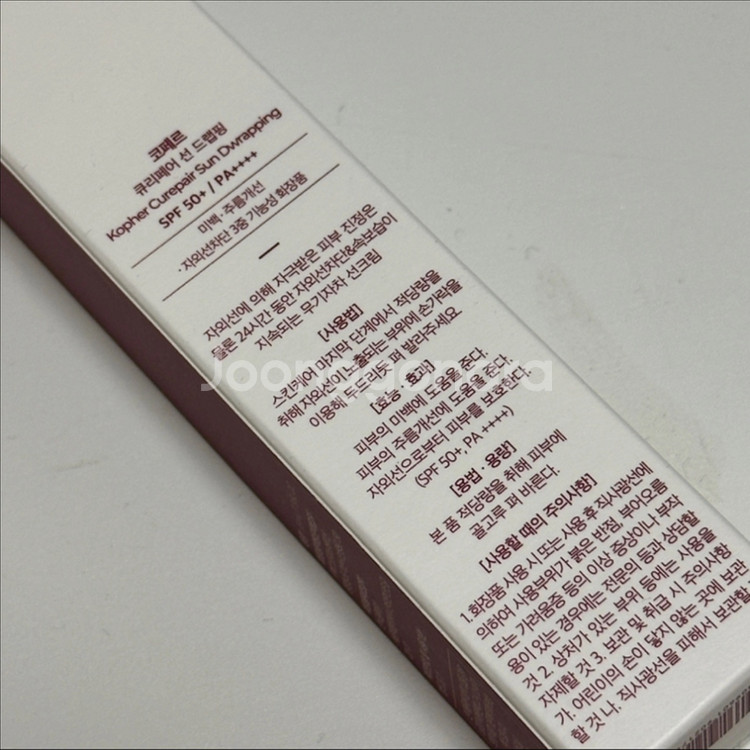 코페르
큐리페어 선 드랩핑
Kopher Curepair Sun Dwrapping
SPF 50+ / PA++++
미백·주름개선
·자외선차단 3중 기능성 화장품
자외선에 의해 자극받은 피부 진정은
물론 24시간 동안 자외선차단&속보습이
지속되는 무기자차 선크림
[사용법]
스킨케어 마지막 단계에서 적당량을
취해 자외선이 노출되는 부위에 손가락을
이용해 두드리듯 펴 발라주세요
[효능·효과]
피부의 미백에 도움을 준다.
피부의 주름개선에 도움을 준다.
자외선으로부터 피부를 보호한다.
(SPF 50+, PA ++++)
[용법·용량]
본 품 적당량을 취해 피부에
골고루 펴 바른다.
[사용할 때의 주의사항]
1. 화장품 사용 시 또는 사용 후 직사광선에
의하여 사용부위가 붉은 반점, 부어오름
또는 가려움증 등의 이상 증상이나 부작
용이 있는 경우에는 전문의 등과 상담할
것 2. 상처가 있는 부위 등에는 사용을
자제할 것 3. 보관 및 취급 시 주의사항
가. 어린이의 손이 닿지 않는 곳에 보관
할 것 나. 직사광선을 피해서 보관할
Joonggonara